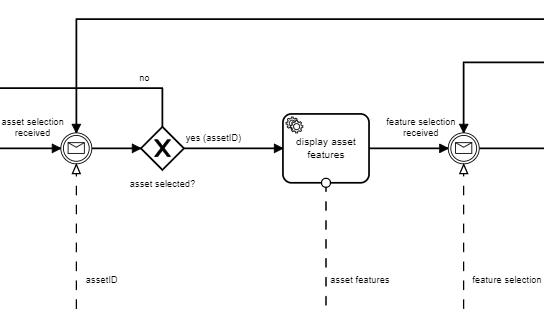 no
asset selection
received
yes (assetID)
asset selected?
display asset
features
feature selection
received
assetID
asset features
feature selection